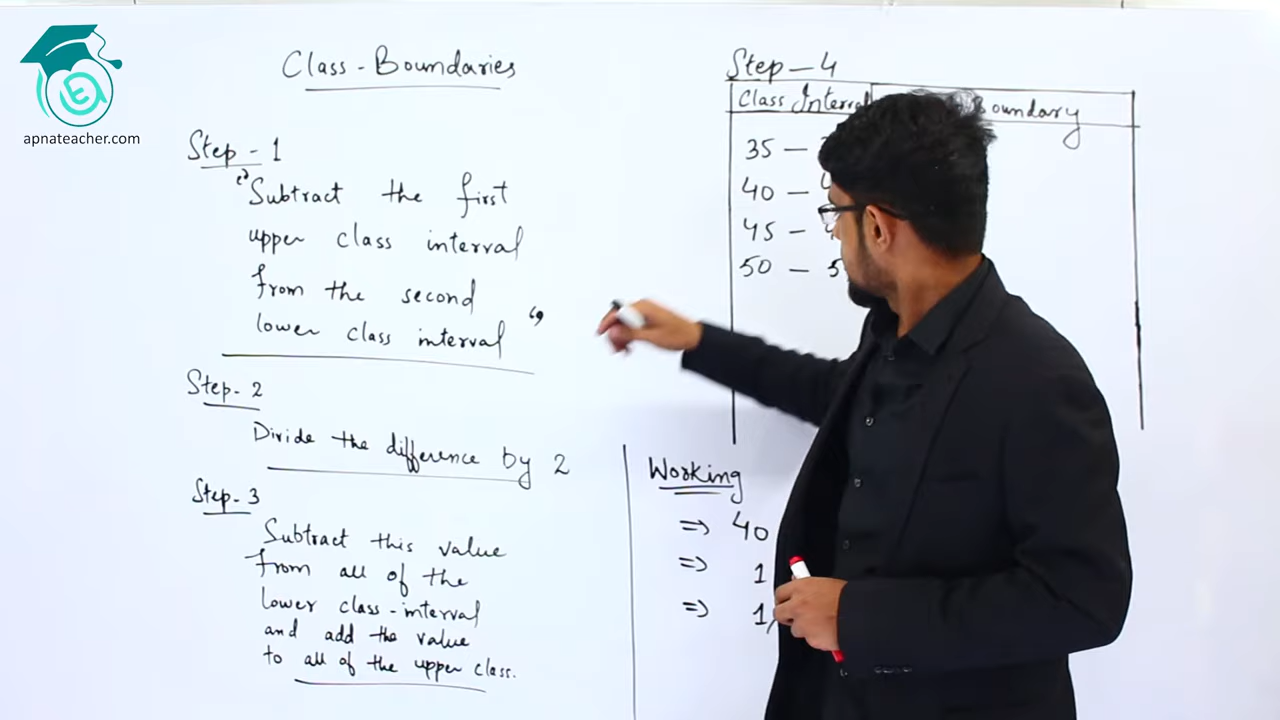 apnateacher.com
Class - Boundaries
Step - 1
"Subtract the first
upper class interval
from the second
lower class interval"
Step - 2
Divide the difference by 2
Step - 3
Subtract this value
from all of the
lower class-interval
and add the value
to all of the upper class.
Step - 4
Class Interval
oundary
35 -
40 -
45 -
50 - 5
Working
⇒ 40
⇒ 1
⇒ 1